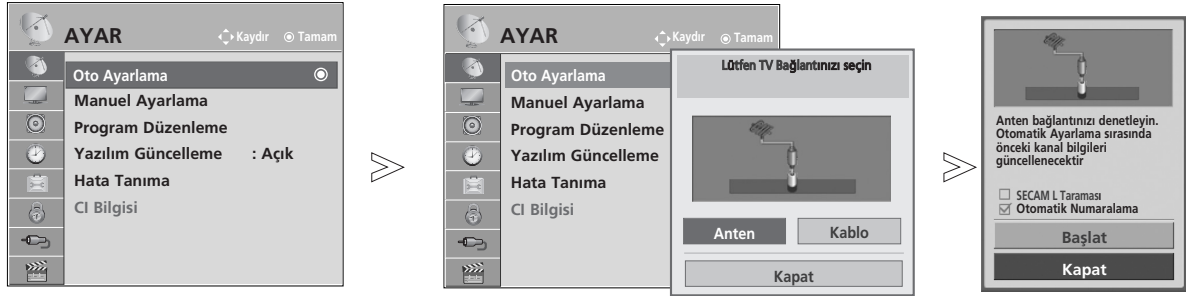 AYAR
Kaydır Tamam
Oto Ayarlama
Manuel Ayarlama
Program Düzenleme
Yazılım Güncelleme : Açık
Hata Tanıma
CI Bilgisi
AYAR
Kaydır Tamam
Oto Ayarlama
Manuel Ayarlama
Program Düzenleme
Yazılım Güncelleme
Hata Tanıma
CI Bilgisi
Lütfen TV Bağlantınızı seçin
Anten Kablo
Kapat
Anten bağlantınızı denetleyin.
Otomatik Ayarlama sırasında
önceki kanal bilgileri
güncellenecektir
SECAM L Taraması
Otomatik Numaralama
Başlat
Kapat